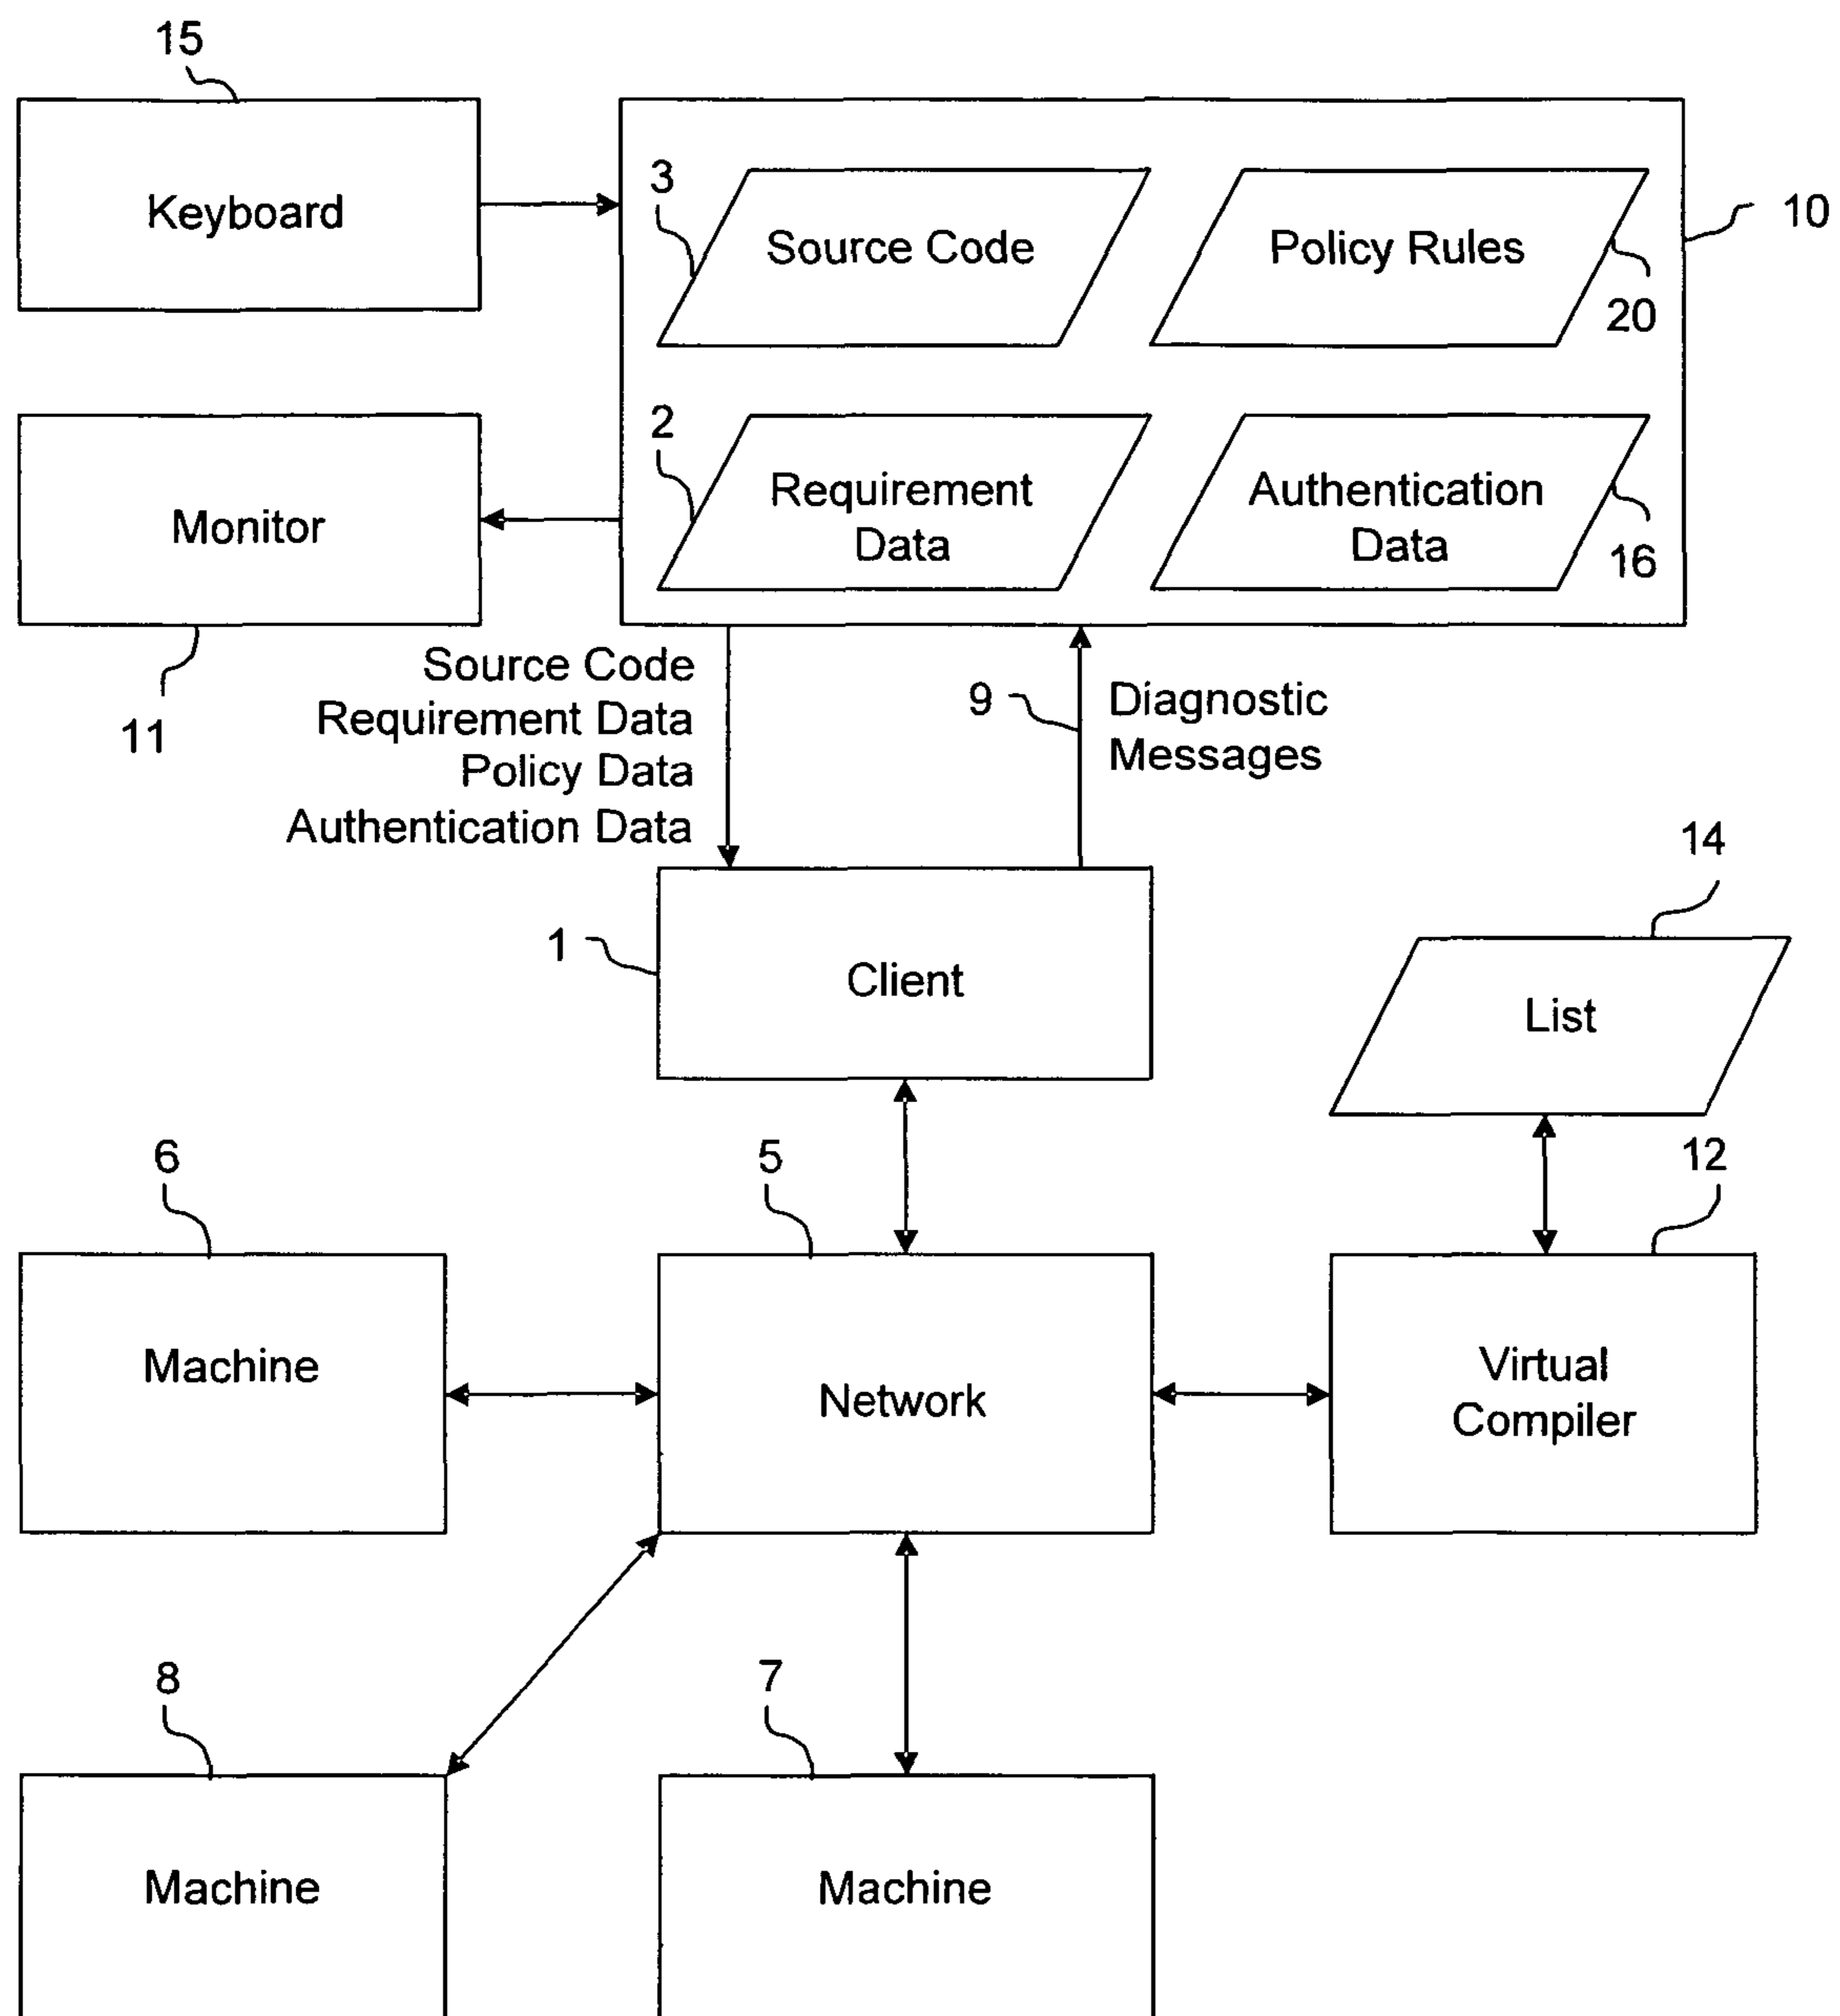 15
Keyboard
3
Source Code
Policy Rules
10
20
2
Requirement
Data
Authentication
Data
16
Monitor
11
Source Code
Requirement Data
Policy Data
Authentication Data
9
Diagnostic
Messages
14
1
Client
List
6
5
12
Machine
Network
Virtual
Compiler
8
7
Machine
Machine